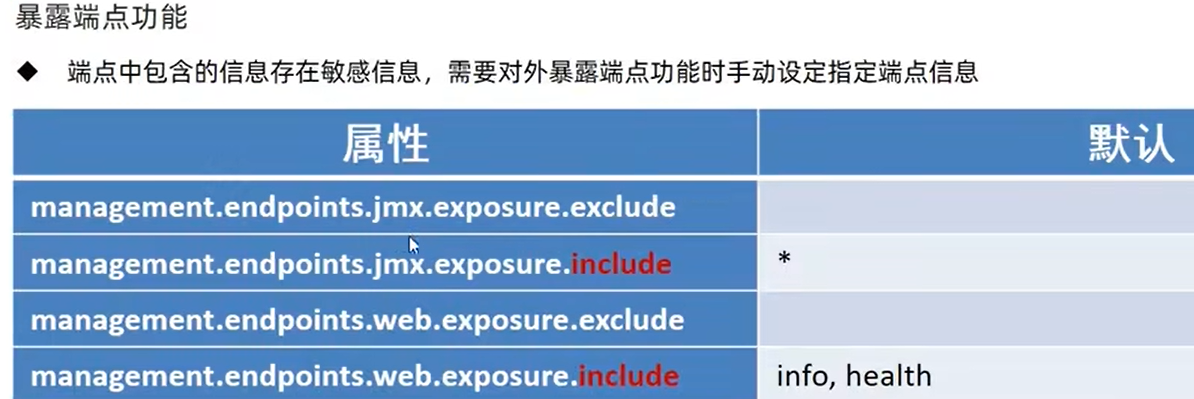 暴露端点功能
◆ 端点中包含的信息存在敏感信息，需要对外暴露端点功能时手动设定指定端点信息
属性 默认
management.endpoints.jmx.exposure.exclude
management.endpoints.jmx.exposure.include *
management.endpoints.web.exposure.exclude
management.endpoints.web.exposure.include info, health